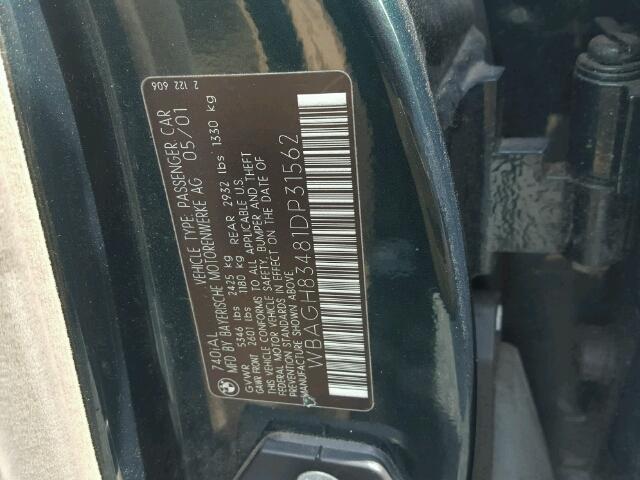 740iAL VEHICLE TYPE: PASSENGER CAR
MFD BY BAYERISCHE MOTORENWERKE AG 05/01
GVWR 5346 lbs 2425 kg
GAWR FRONT 2601 lbs 1180 kg REAR 2932 lbs 1330 kg
THIS VEHICLE CONFORMS TO ALL APPLICABLE U.S.
FEDERAL MOTOR VEHICLE SAFETY, BUMPER AND THEFT
PREVENTION STANDARDS IN EFFECT ON DATE OF
MANUFACTURE SHOWN ABOVE
WBAGH83481DP31562
2 122 606